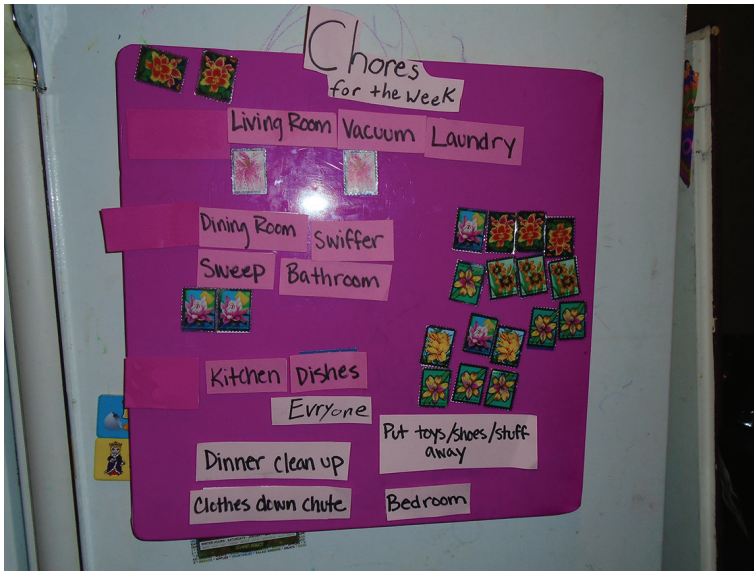 Chores
for the week
Living Room Vacuum Laundry
Dining Room Swiffer
Sweep Bathroom
Kitchen Dishes
Evryone
Put toys/shoes/stuff
away
Dinner clean up
Clothes down chute Bedroom